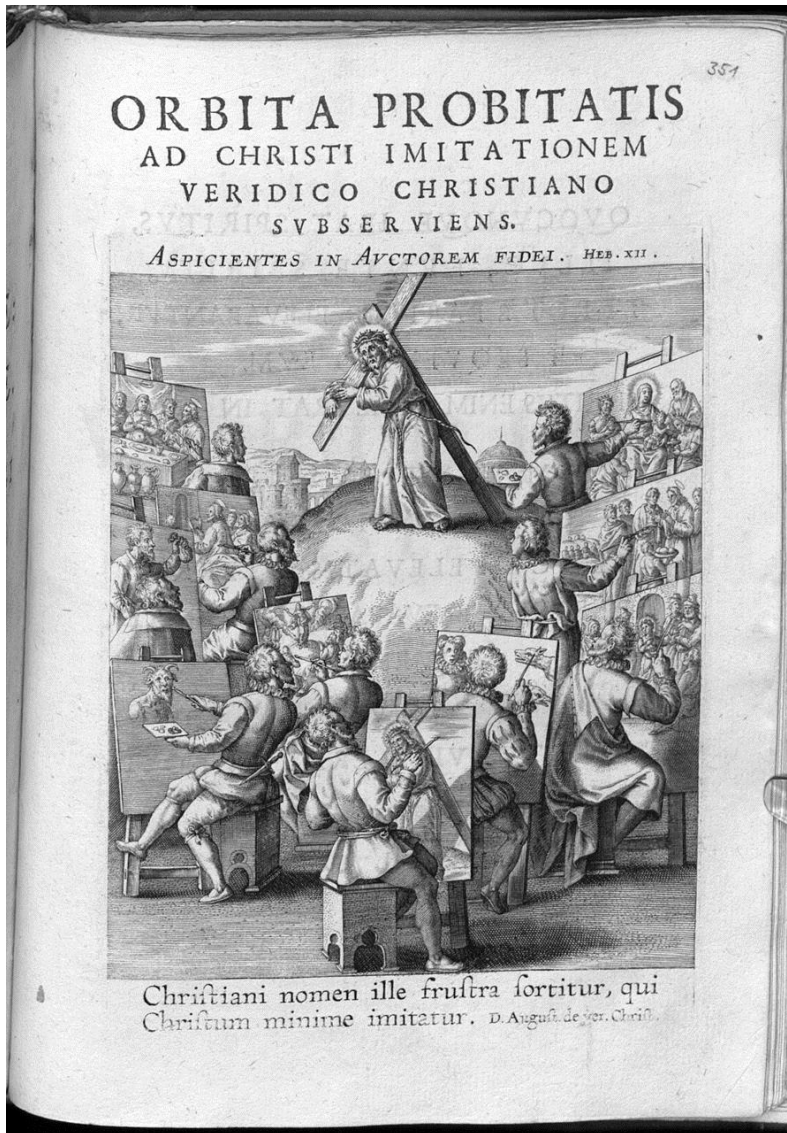 351
ORBITA PROBITATIS
AD CHRISTI IMITATIONEM
VERIDICO CHRISTIANO
SVBSERVIENS.
ASPICIENTES IN AVCTOREM FIDEI. HEB. XII.
Chriſtiani nomen ille fruſtra ſortitur, qui
Chriſtum minime imitatur. D. Auguſt. de ver. Chriſt.